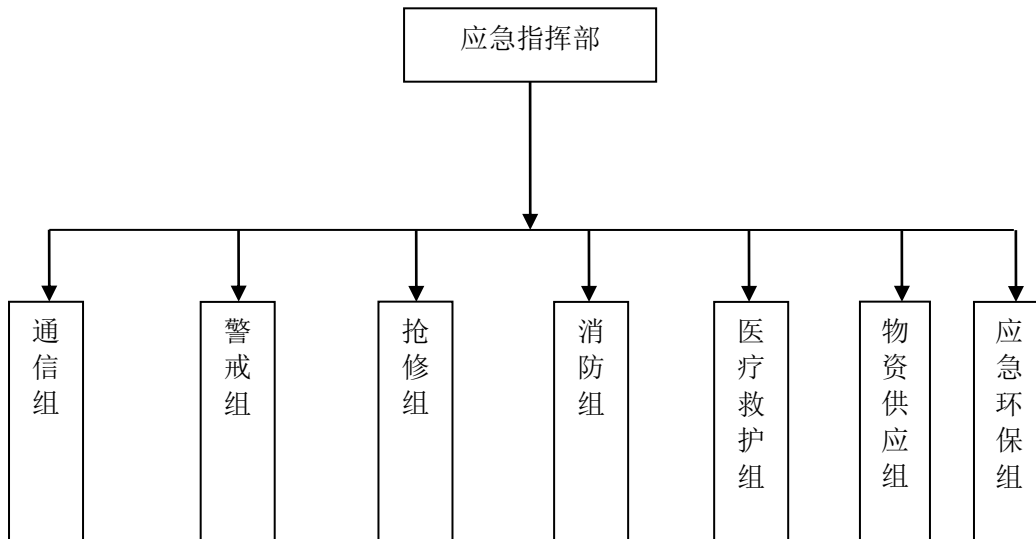 应急指挥部
通信组
警戒组
抢修组
消防组
医疗救护组
物资供应组
应急环保组